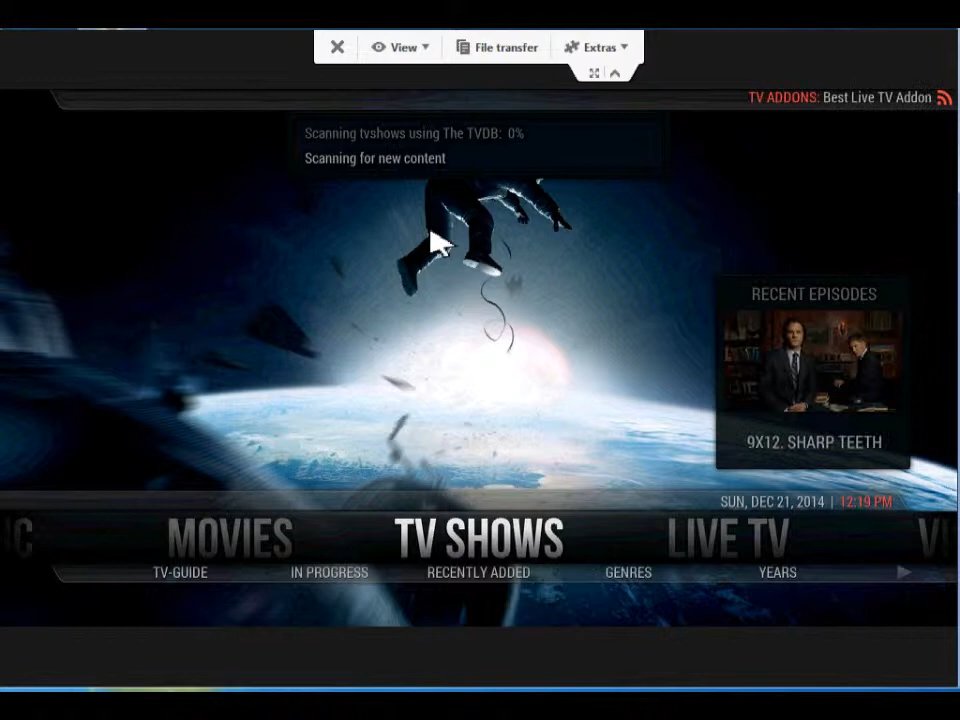 View
File transfer
Extras
TV ADDONS: Best Live TV Addon
Scanning tvshows using The TVDB: 0%
Scanning for new content
RECENT EPISODES
9X12. SHARP TEETH
SUN, DEC 21, 2014 | 12:19 PM
IC MOVIES TV SHOWS LIVE TV VI
TV-GUIDE IN PROGRESS RECENTLY ADDED GENRES YEARS